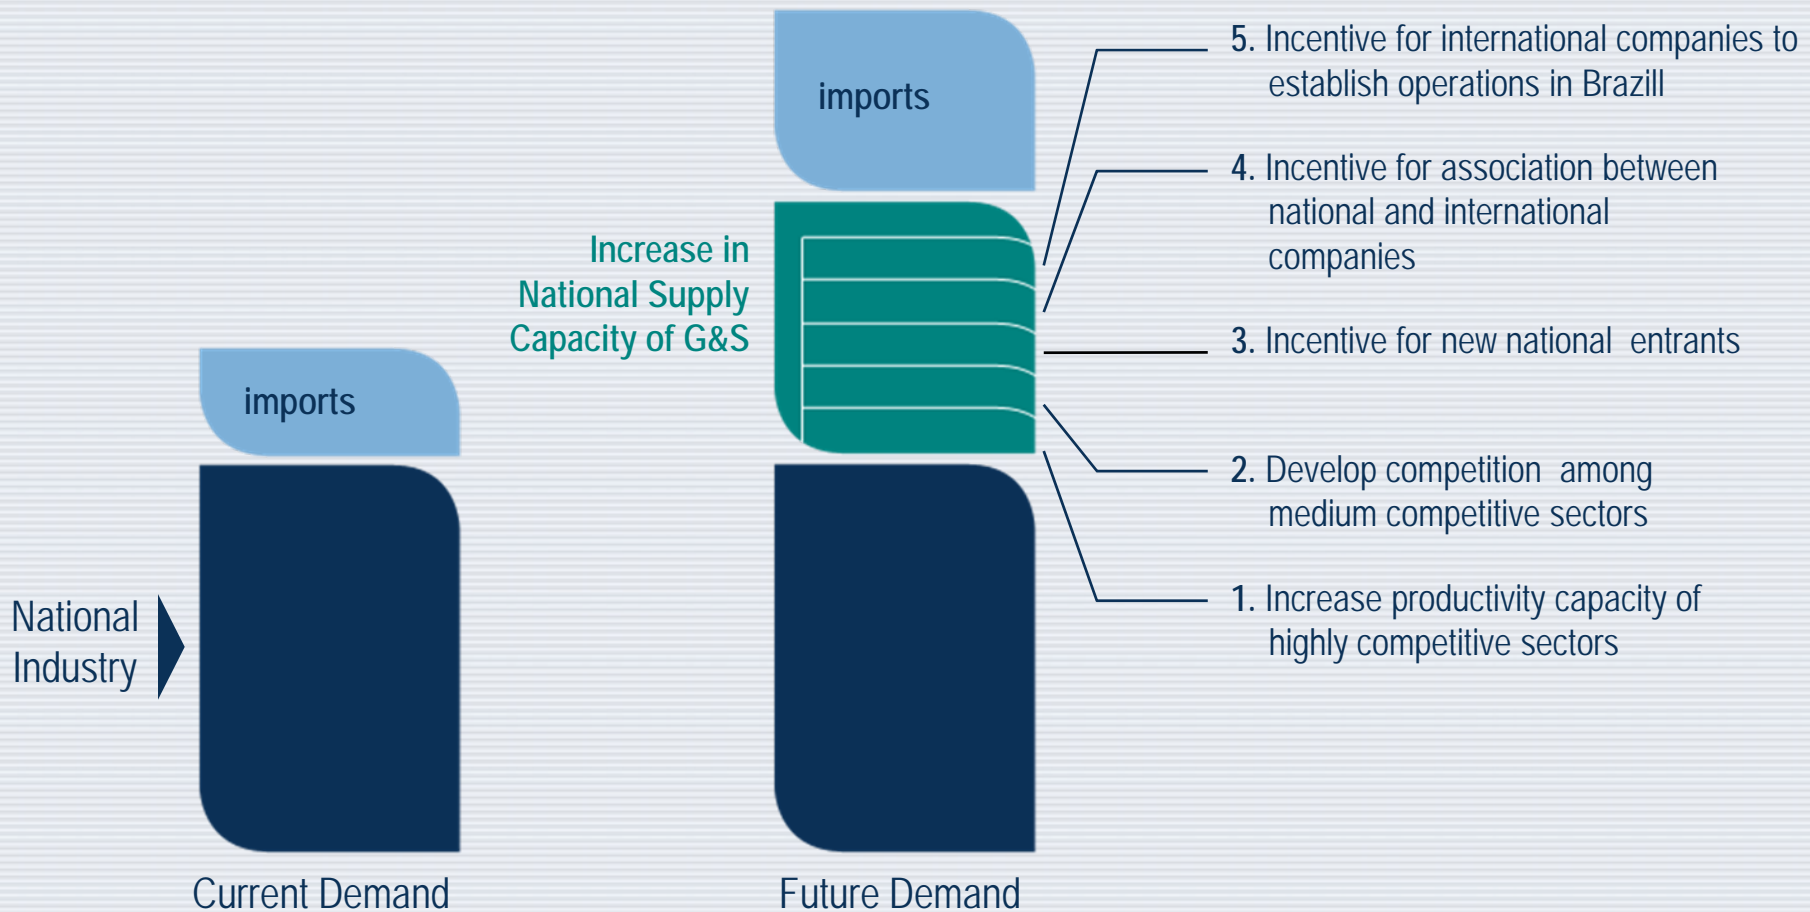 imports
5. Incentive for international companies to
establish operations in Brazill
4. Incentive for association between
national and international
companies
Increase in
National Supply
Capacity of G&S
3. Incentive for new national  entrants
imports
2. Develop competition  among
medium competitive sectors
National
Industry
1. Increase productivity capacity of
highly competitive sectors
Current Demand
Future Demand